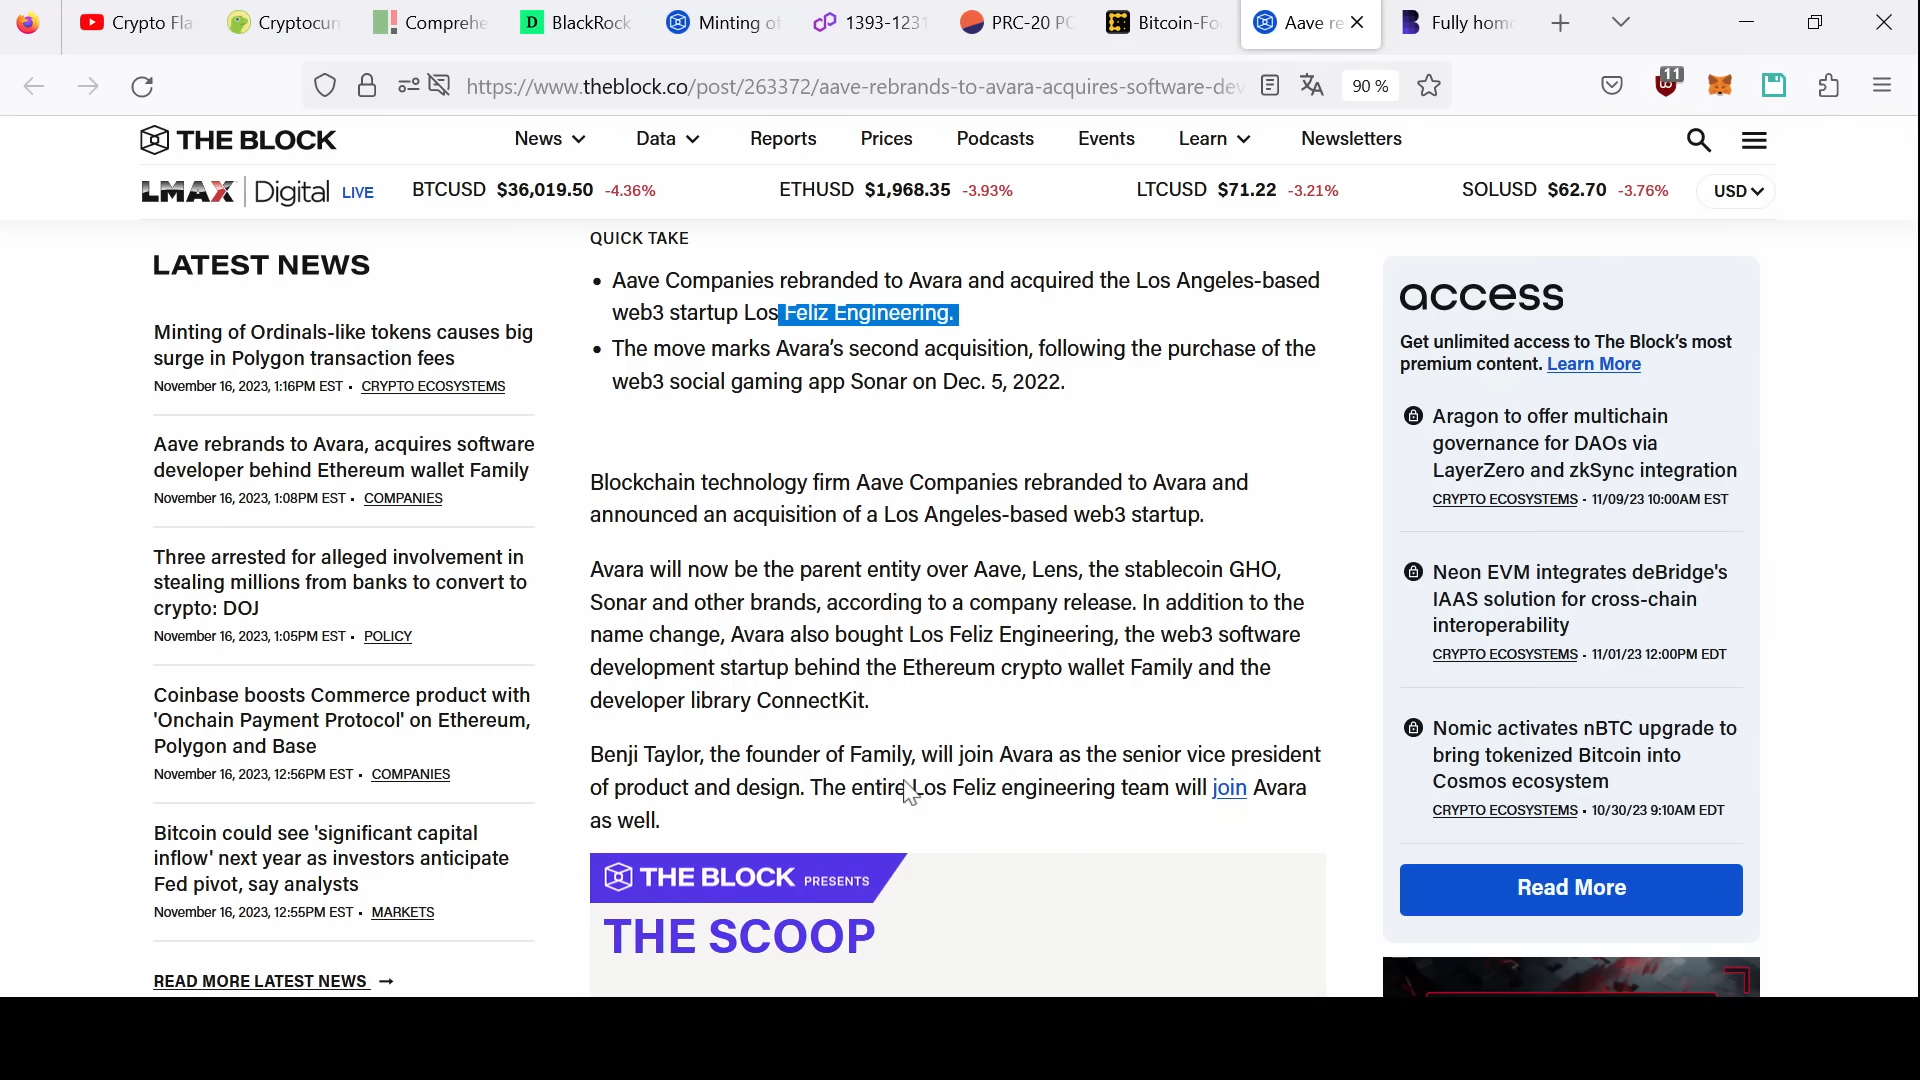 Crypto Fla
Cryptocurr
Comprehe
BlackRock
Minting of
1393-1231
PRC-20 PO
Bitcoin-Fo
Aave re
Fully homo
https://www.theblock.co/post/263372/aave-rebrands-to-avara-acquires-software-dev
90 %
11
THE BLOCK
News
Data
Reports
Prices
Podcasts
Events
Learn
Newsletters
LMAX Digital LIVE
BTCUSD $36,019.50 -4.36%
ETHUSD $1,968.35 -3.93%
LTCUSD $71.22 -3.21%
SOLUSD $62.70 -3.76%
USD
LATEST NEWS
Minting of Ordinals-like tokens causes big
surge in Polygon transaction fees
November 16, 2023, 1:16PM EST • CRYPTO ECOSYSTEMS
Aave rebrands to Avara, acquires software
developer behind Ethereum wallet Family
November 16, 2023, 1:08PM EST • COMPANIES
Three arrested for alleged involvement in
stealing millions from banks to convert to
crypto: DOJ
November 16, 2023, 1:05PM EST • POLICY
Coinbase boosts Commerce product with
'Onchain Payment Protocol' on Ethereum,
Polygon and Base
November 16, 2023, 12:56PM EST • COMPANIES
Bitcoin could see 'significant capital
inflow' next year as investors anticipate
Fed pivot, say analysts
November 16, 2023, 12:55PM EST • MARKETS
READ MORE LATEST NEWS →
QUICK TAKE
• Aave Companies rebranded to Avara and acquired the Los Angeles-based
web3 startup Los Feliz Engineering.
• The move marks Avara’s second acquisition, following the purchase of the
web3 social gaming app Sonar on Dec. 5, 2022.
Blockchain technology firm Aave Companies rebranded to Avara and
announced an acquisition of a Los Angeles-based web3 startup.
Avara will now be the parent entity over Aave, Lens, the stablecoin GHO,
Sonar and other brands, according to a company release. In addition to the
name change, Avara also bought Los Feliz Engineering, the web3 software
development startup behind the Ethereum crypto wallet Family and the
developer library ConnectKit.
Benji Taylor, the founder of Family, will join Avara as the senior vice president
of product and design. The entire Los Feliz engineering team will join Avara
as well.
THE BLOCK PRESENTS
THE SCOOP
access
Get unlimited access to The Block’s most
premium content. Learn More
Aragon to offer multichain
governance for DAOs via
LayerZero and zkSync integration
CRYPTO ECOSYSTEMS • 11/09/23 10:00AM EST
Neon EVM integrates deBridge's
IAAS solution for cross-chain
interoperability
CRYPTO ECOSYSTEMS • 11/01/23 12:00PM EDT
Nomic activates nBTC upgrade to
bring tokenized Bitcoin into
Cosmos ecosystem
CRYPTO ECOSYSTEMS • 10/30/23 9:10AM EDT
Read More